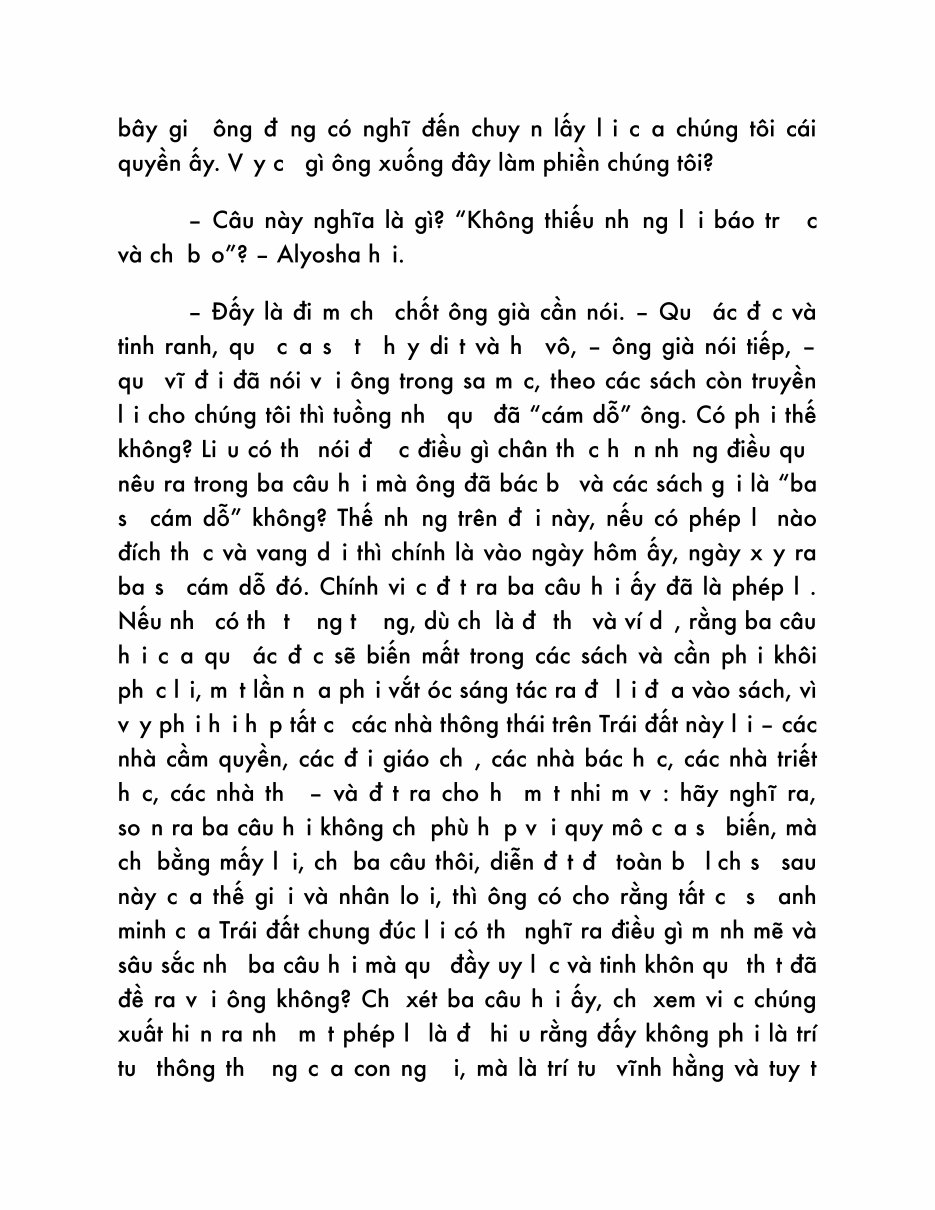 bây gi ông đ ng có nghĩ đến chuy n lấy l i c a chúng tôi cái
quyền ấy. V y c gì ông xuống đây làm phiền chúng tôi?
– Câu này nghĩa là gì? “Không thiếu nh ng l i báo tr c
và ch b o”? – Alyosha h i.
– Đấy là đi m ch chốt ông già cần nói. – Qu ác đ c và
tinh ranh, qu c a s t h y di t và h vô, – ông già nói tiếp, –
qu vĩ đ i đã nói v i ông trong sa m c, theo các sách còn truyền
l i cho chúng tôi thì tuồng nh qu đã “cám dỗ” ông. Có ph i thế
không? Li u có th nói đ c điều gì chân th c h n nh ng điều qu
nêu ra trong ba câu h i mà ông đã bác b và các sách g i là “ba
s cám dỗ” không? Thế nh ng trên đ i này, nếu có phép l nào
đích th c và vang d i thì chính là vào ngày hôm ấy, ngày x y ra
ba s cám dỗ đó. Chính vi c đ t ra ba câu h i ấy đã là phép l .
Nếu nh có th t ng t ng, dù ch là đ th và ví d , rằng ba câu
h i c a qu ác đ c sẽ biến mất trong các sách và cần ph i khôi
ph c l i, m t lần n a ph i vắt óc sáng tác ra đ l i đ a vào sách, vì
v y ph i h i h p tất c các nhà thông thái trên Trái đất này l i – các
nhà cầm quyền, các đ i giáo ch , các nhà bác h c, các nhà triết
h c, các nhà th – và đ t ra cho h m t nhi m v : hãy nghĩ ra,
so n ra ba câu h i không ch phù h p v i quy mô c a s biến, mà
ch bằng mấy l i, ch ba câu thôi, diễn đ t đ toàn b l ch s sau
này c a thế gi i và nhân lo i, thì ông có cho rằng tất c s anh
minh c a Trái đất chung đúc l i có th nghĩ ra điều gì m nh mẽ và
sâu sắc nh ba câu h i mà qu đầy uy l c và tinh khôn qu th t đã
đề ra v i ông không? Ch xét ba câu h i ấy, ch xem vi c chúng
xuất hi n ra nh m t phép l là đ hi u rằng đấy không ph i là trí
tu thông th ng c a con ng i, mà là trí tu vĩnh hằng và tuy t